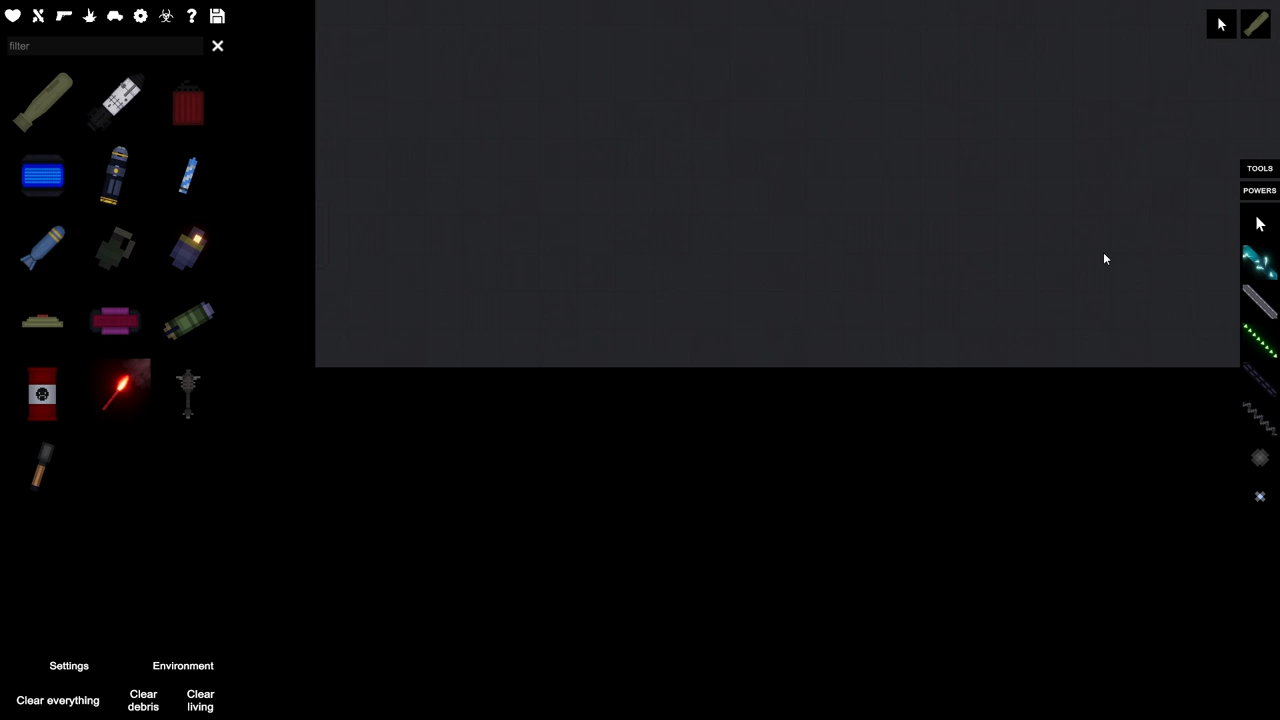 filter
TOOLS
POWERS
Settings
Environment
Clear everything
Clear
debris
Clear
living